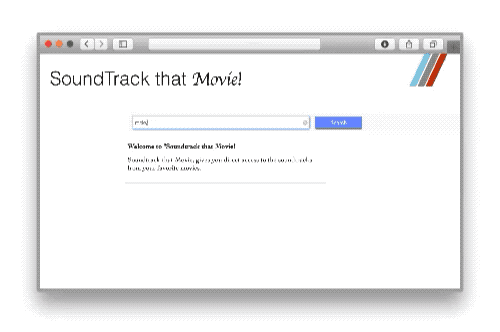 SoundTrack that Movie!
Search
Welcome to "Soundtrack that Movie!
Soundtrack that Movie, gives you direct access to the soundtracks
from your favorite movies.